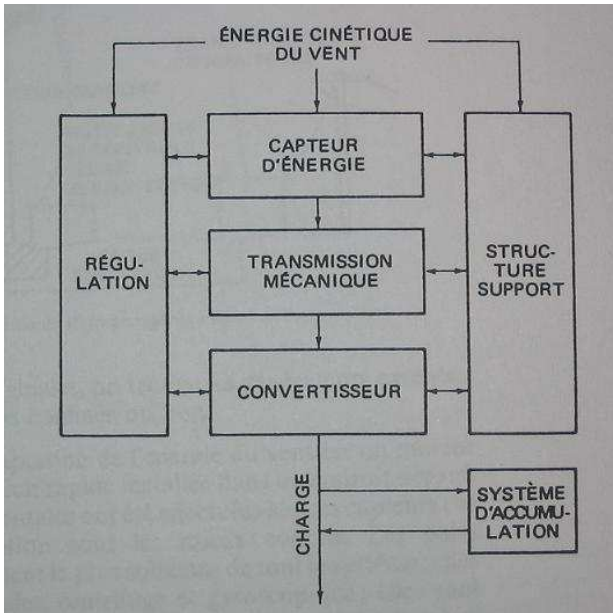 ÉNERGIE CINÉTIQUE
DU VENT
CAPTEUR
D'ÉNERGIE
RÉGU-
LATION
TRANSMISSION
MÉCANIQUE
STRUC-
TURE
SUPPORT
CONVERTISSEUR
CHARGE
SYSTÈME
D'ACCUMU-
LATION